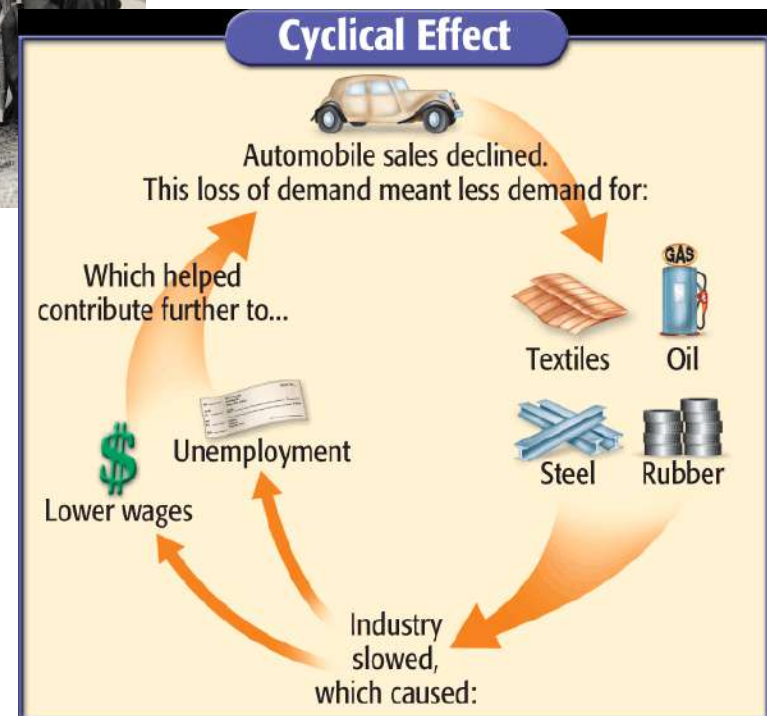 Cyclical Effect
Automobile sales declined.
This loss of demand meant less demand for:
GAS
Textiles
Oil
Steel
Rubber
Industry
slowed,
which caused:
Unemployment
Lower wages
Which helped
contribute further to...